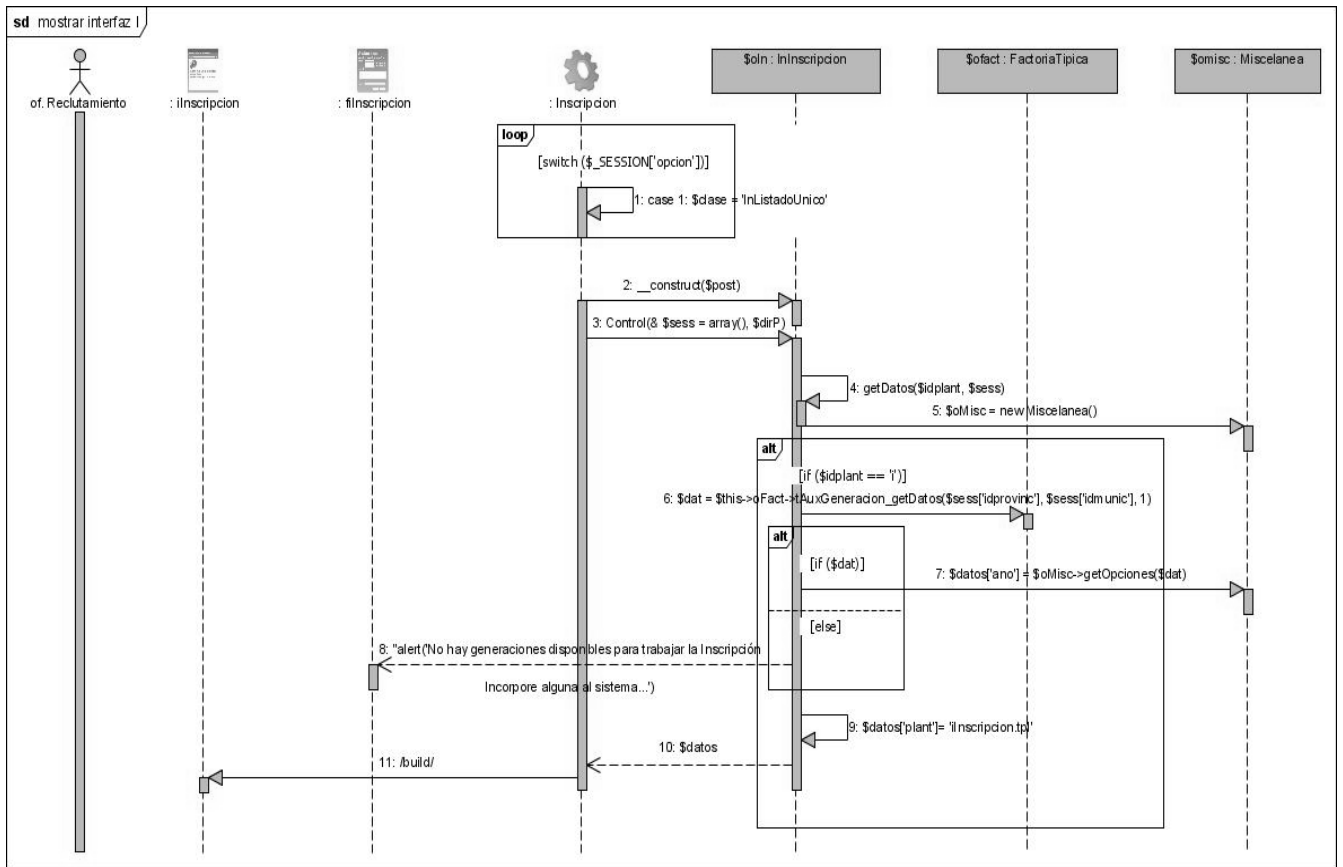 sd mostrar interfaz I
of. Reclutamiento
: iInscripcion
: fiInscripcion
: Inscripcion
$oIn : InInscripcion
$ofact : FactoriaTipica
$omisc : Miscelanea
loop
[switch ($_SESSION['opcion'])]
1: case 1: $clase = 'InListadoUnico'
2: __construct($post)
3: Control(& $sess = array(), $dirP)
4: getDatos($idplant, $sess)
5: $oMisc = new Miscelanea()
alt
[if ($idplant == 'i')]
6: $dat = $this->oFact->tAuxGeneracion_getDatos($sess['idprovinc'], $sess['idmunic'], 1)
alt
[if ($dat)]
7: $datos['ano'] = $oMisc->getOpciones($dat)
[else]
8: "alert('No hay generaciones disponibles para trabajar la Inscripción
Incorpore alguna al sistema...')
9: $datos['plant']= 'iInscripcion.tpl'
10: $datos
11: /build/